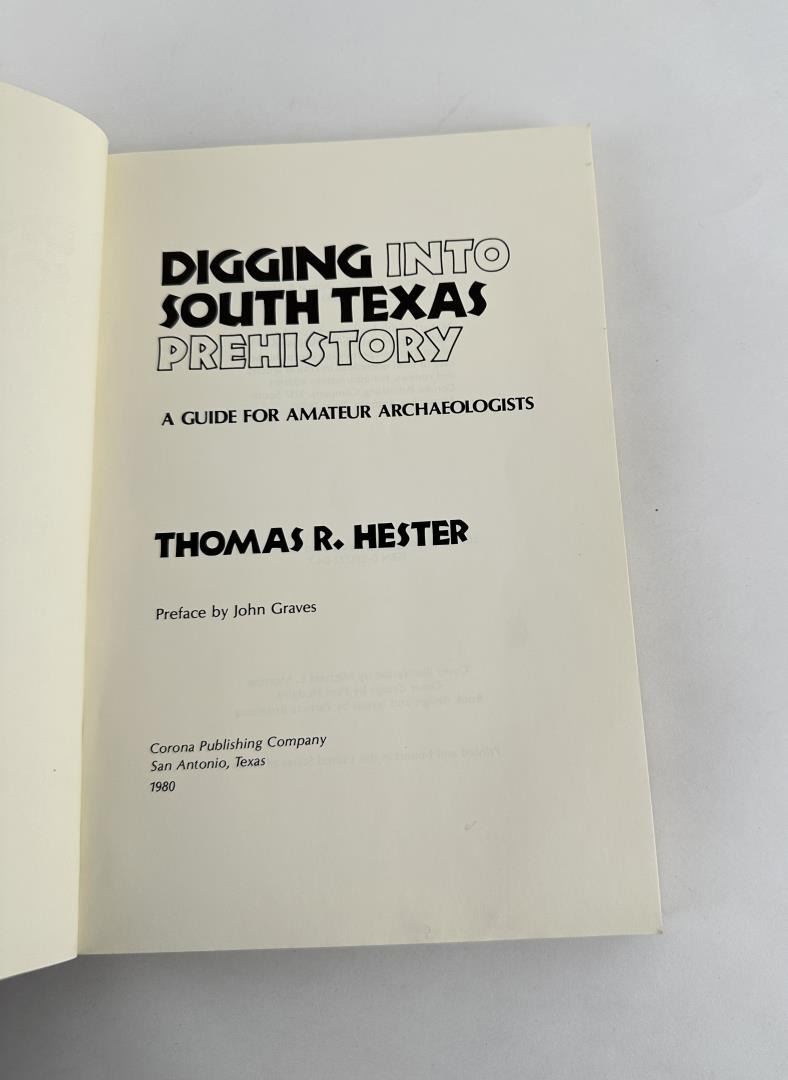 DIGGING INTO
SOUTH TEXAS
PREHISTORY
A GUIDE FOR AMATEUR ARCHAEOLOGISTS
THOMAS R. HESTER
Preface by John Graves
Corona Publishing Company
San Antonio, Texas
1980